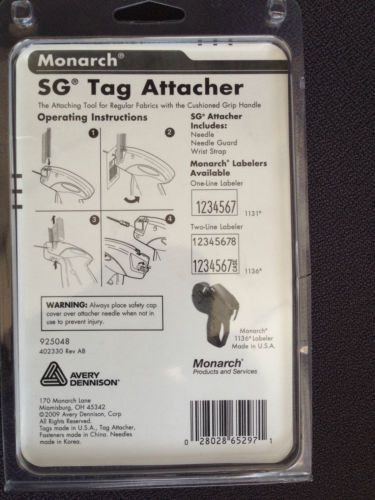 Monarch®
SG® Tag Attacher
The Attaching Tool for Regular Fabrics with the Cushioned Grip Handle
Operating Instructions
1
2
3
4
WARNING: Always place safety cap
cover over attacher needle when not in
use to prevent injury.
925048
402330 Rev AB
AVERY
DENNISON
170 Monarch Lane
Miamisburg, OH 45342
©2009 Avery Dennison, Corp
All Rights Reserved.
Tags made in U.S.A., Tag Attacher,
Fasteners made in China. Needles
made in Korea.
SG® Attacher
Includes:
Needle
Needle Guard
Wrist Strap
Monarch® Labelers
Available
One-Line Labeler
1234567
1131®
Two-Line Labeler
12345678
1234567
1136®
Monarch®
1136® Labeler
Made in U.S.A.
Monarch®
Products and Services
0 28028 65297 1